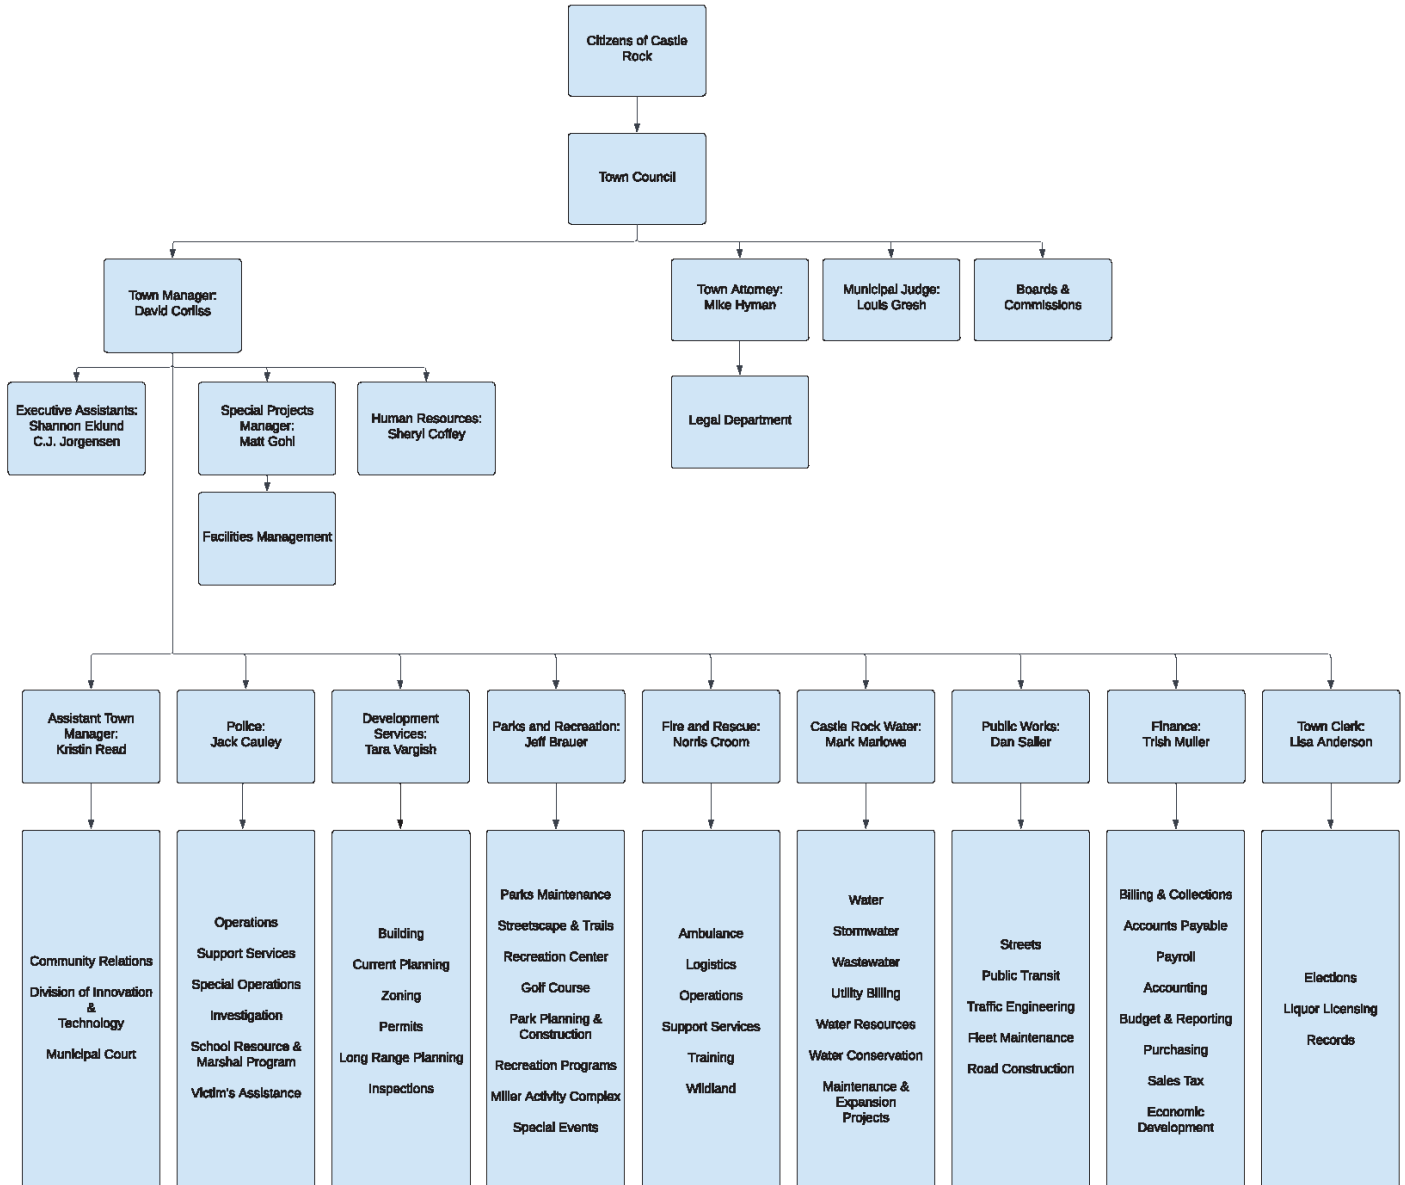 Citizens of Castle
Rock
Town Council
Town Manager:
David Corliss
Town Attorney:
Mike Hyman
Municipal Judge:
Louis Gresh
Boards &
Commissions
Executive Assistants:
Shannon Eklund
C.J. Jorgensen
Special Projects
Manager:
Matt Gohl
Human Resources:
Sheryl Coffey
Legal Department
Facilities Management
Assistant Town
Manager:
Kristin Read
Police:
Jack Cauley
Development
Services:
Tara Vargish
Parks and Recreation:
Jeff Brauer
Fire and Rescue:
Norris Croom
Castle Rock Water:
Mark Marlowe
Public Works:
Dan Sailer
Finance:
Trish Muller
Town Clerk:
Lisa Anderson
Community Relations
Division of Innovation
&
Technology
Municipal Court
Operations
Support Services
Special Operations
Investigation
School Resource &
Marshal Program
Victim's Assistance
Building
Current Planning
Zoning
Permits
Long Range Planning
Inspections
Parks Maintenance
Streetscape & Trails
Recreation Center
Golf Course
Park Planning &
Construction
Recreation Programs
Miller Activity Complex
Special Events
Ambulance
Logistics
Operations
Support Services
Training
Wildland
Water
Stormwater
Wastewater
Utility Billing
Water Resources
Water Conservation
Maintenance &
Expansion
Projects
Streets
Public Transit
Traffic Engineering
Fleet Maintenance
Road Construction
Billing & Collections
Accounts Payable
Payroll
Accounting
Budget & Reporting
Purchasing
Sales Tax
Economic
Development
Elections
Liquor Licensing
Records